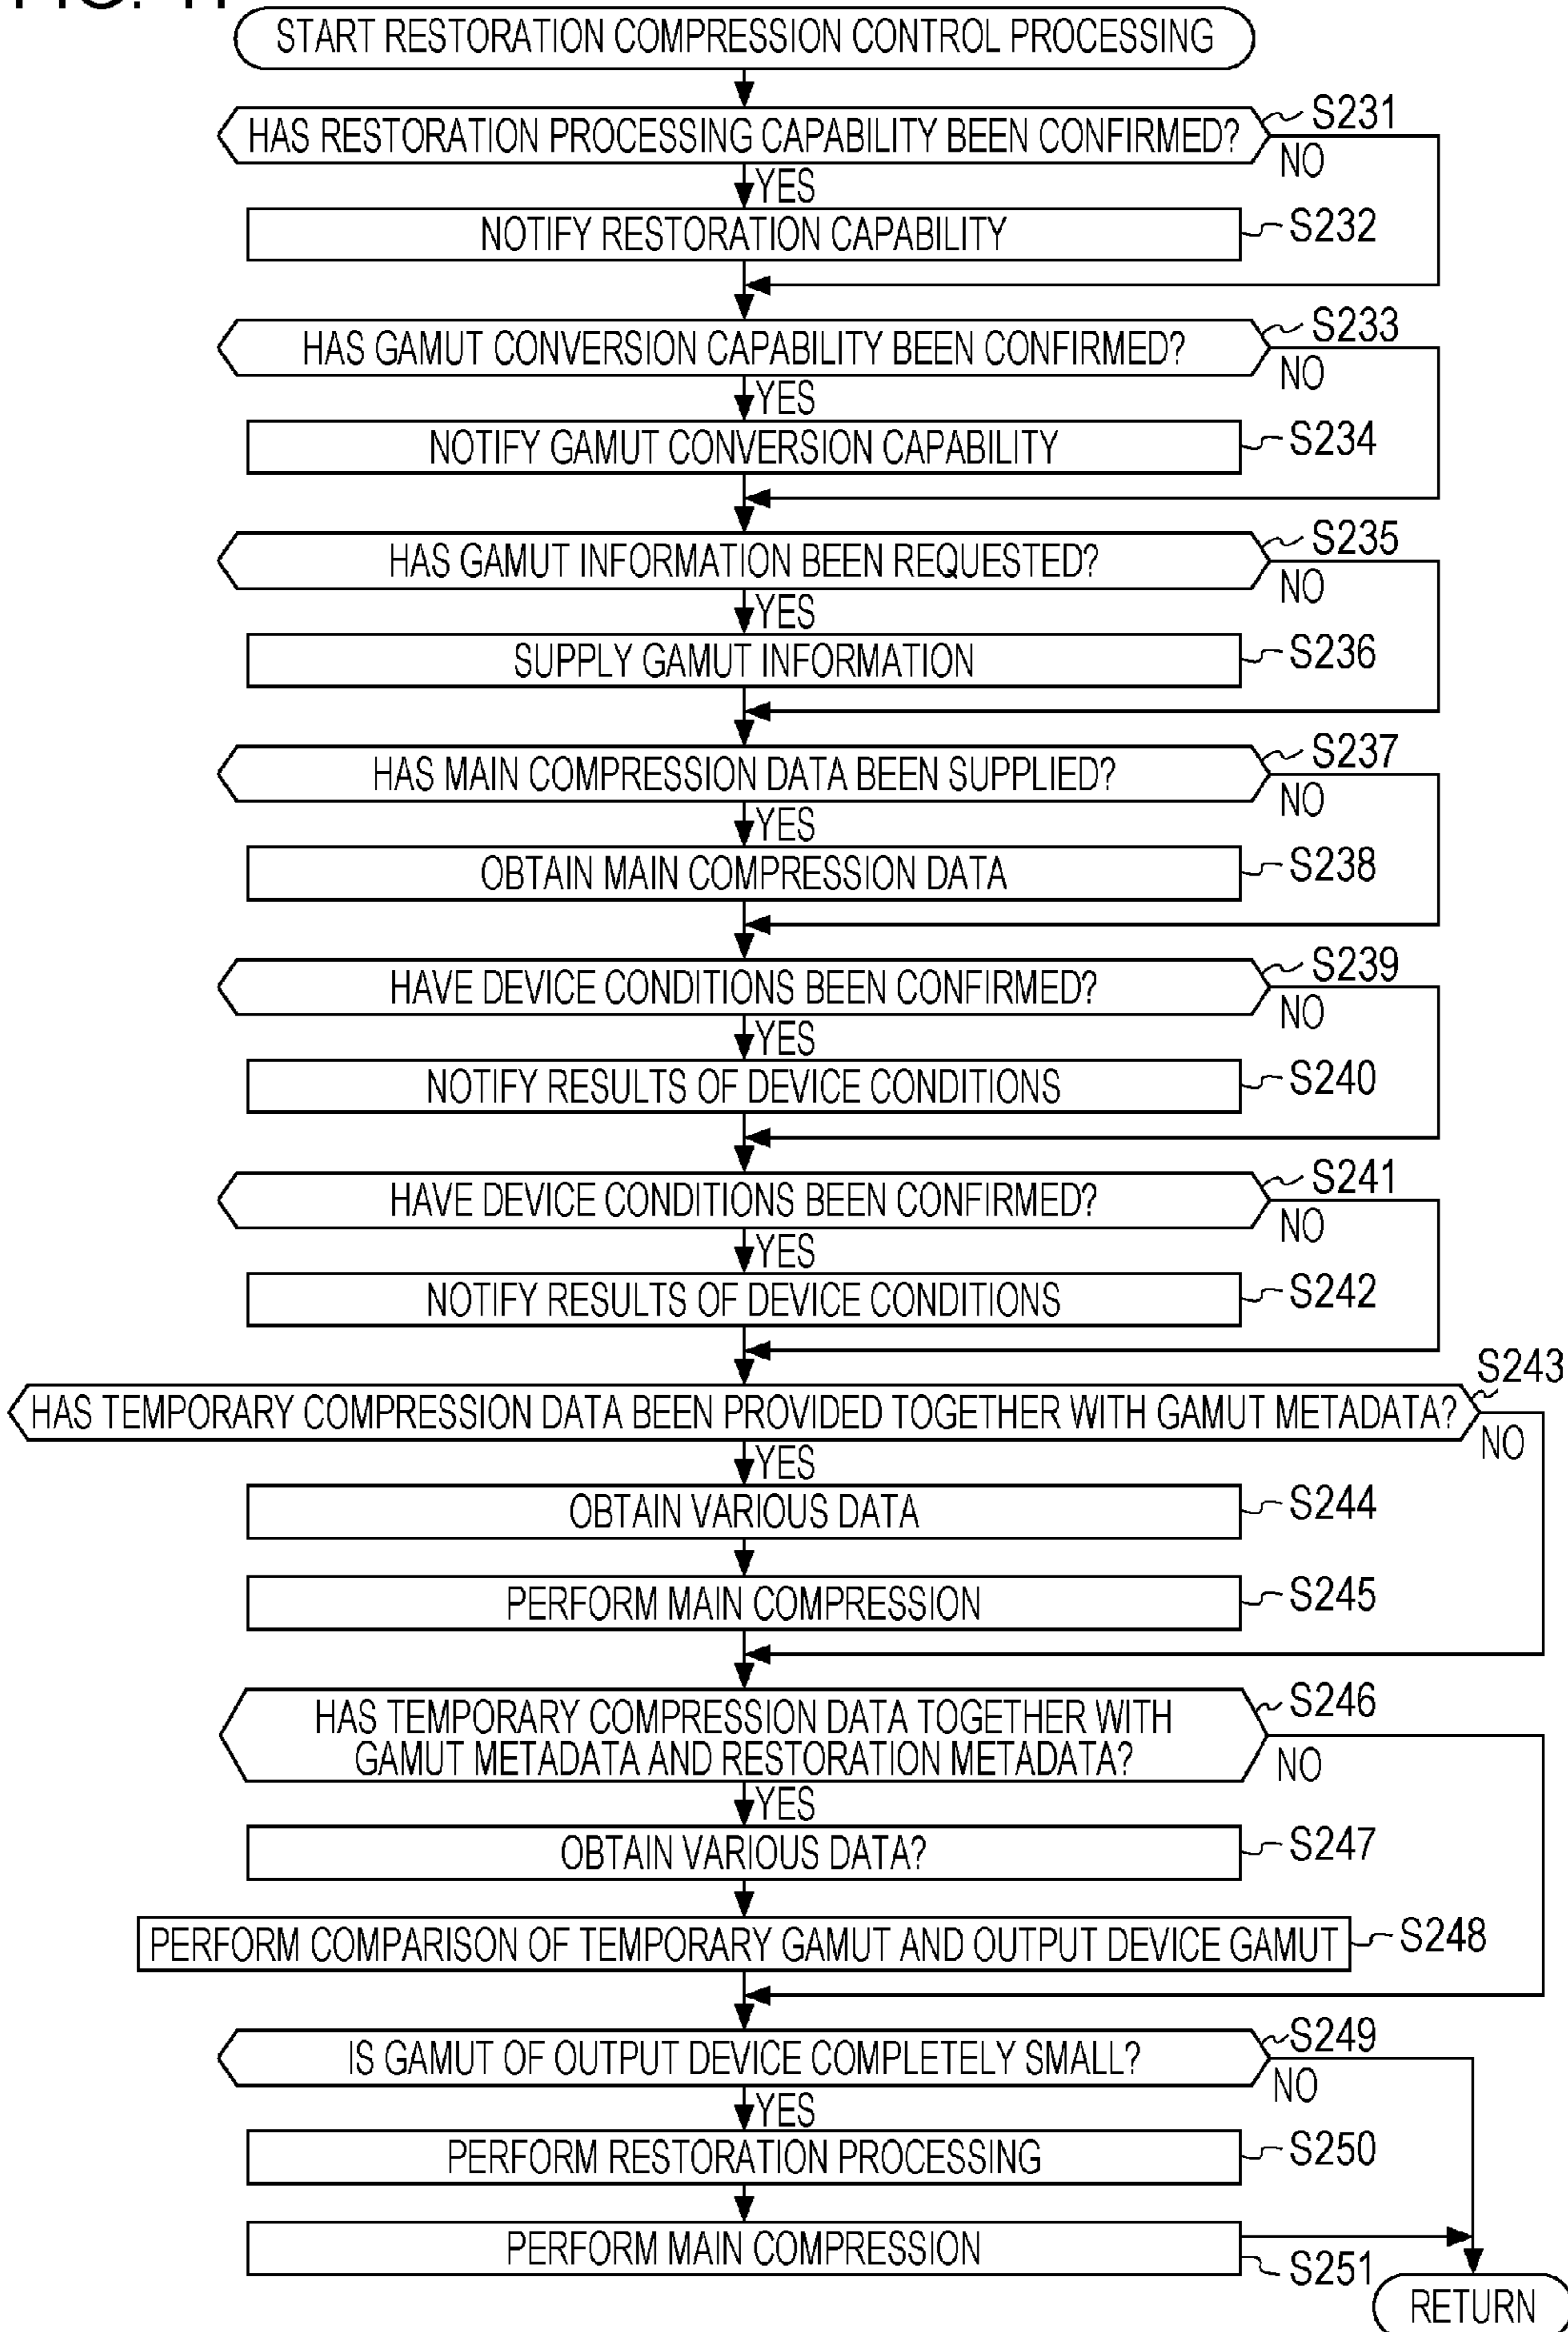 START RESTORATION COMPRESSION CONTROL PROCESSING
HAS RESTORATION PROCESSING CAPABILITY BEEN CONFIRMED?
S231
NO
YES
NOTIFY RESTORATION CAPABILITY
S232
HAS GAMUT CONVERSION CAPABILITY BEEN CONFIRMED?
S233
NO
YES
NOTIFY GAMUT CONVERSION CAPABILITY
S234
HAS GAMUT INFORMATION BEEN REQUESTED?
S235
NO
YES
SUPPLY GAMUT INFORMATION
S236
HAS MAIN COMPRESSION DATA BEEN SUPPLIED?
S237
NO
YES
OBTAIN MAIN COMPRESSION DATA
S238
HAVE DEVICE CONDITIONS BEEN CONFIRMED?
S239
NO
YES
NOTIFY RESULTS OF DEVICE CONDITIONS
S240
HAVE DEVICE CONDITIONS BEEN CONFIRMED?
S241
NO
YES
NOTIFY RESULTS OF DEVICE CONDITIONS
S242
HAS TEMPORARY COMPRESSION DATA BEEN PROVIDED TOGETHER WITH GAMUT METADATA?
S243
NO
YES
OBTAIN VARIOUS DATA
S244
PERFORM MAIN COMPRESSION
S245
HAS TEMPORARY COMPRESSION DATA TOGETHER WITH
GAMUT METADATA AND RESTORATION METADATA?
S246
NO
YES
OBTAIN VARIOUS DATA?
S247
PERFORM COMPARISON OF TEMPORARY GAMUT AND OUTPUT DEVICE GAMUT
S248
IS GAMUT OF OUTPUT DEVICE COMPLETELY SMALL?
S249
NO
YES
PERFORM RESTORATION PROCESSING
S250
PERFORM MAIN COMPRESSION
S251
RETURN